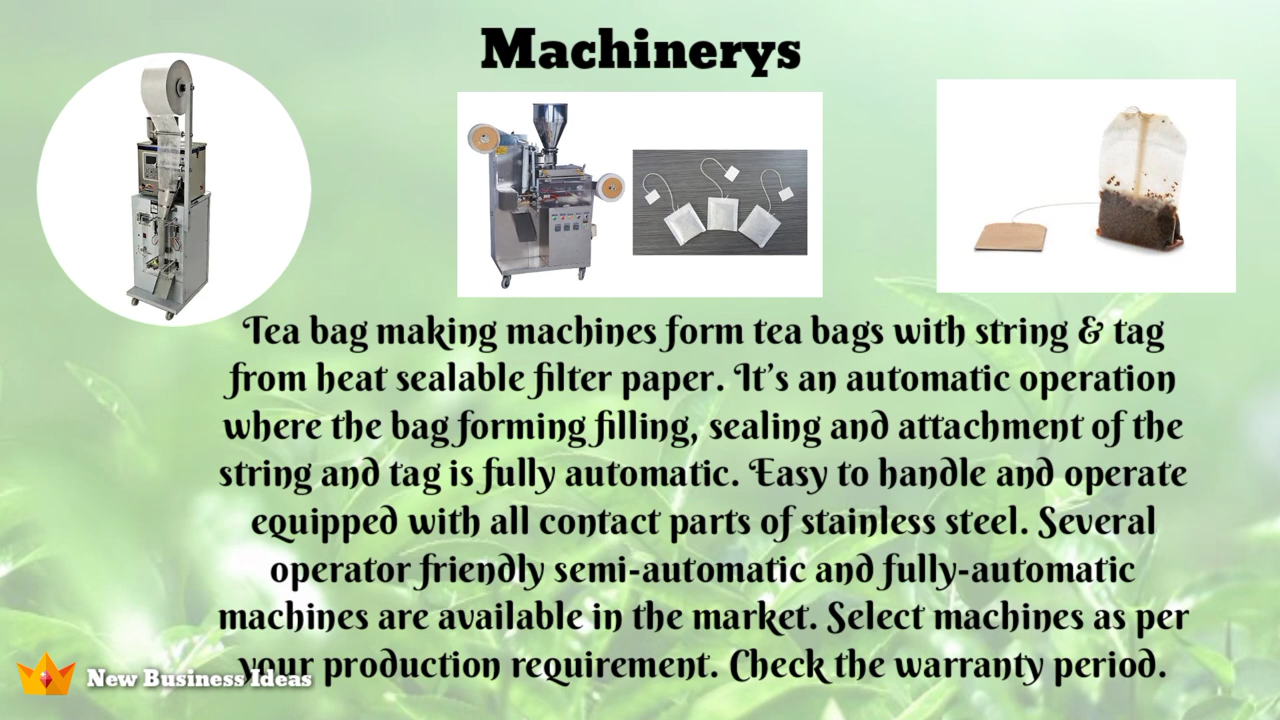 Machinerys
Tea bag making machines form tea bags with string & tag
from heat sealable filter paper. It's an automatic operation
where the bag forming filling, sealing and attachment of the
string and tag is fully automatic. Easy to handle and operate
equipped with all contact parts of stainless steel. Several
operator friendly semi-automatic and fully-automatic
machines are available in the market. Select machines as per
your production requirement. Check the warranty period.
New Business Ideas